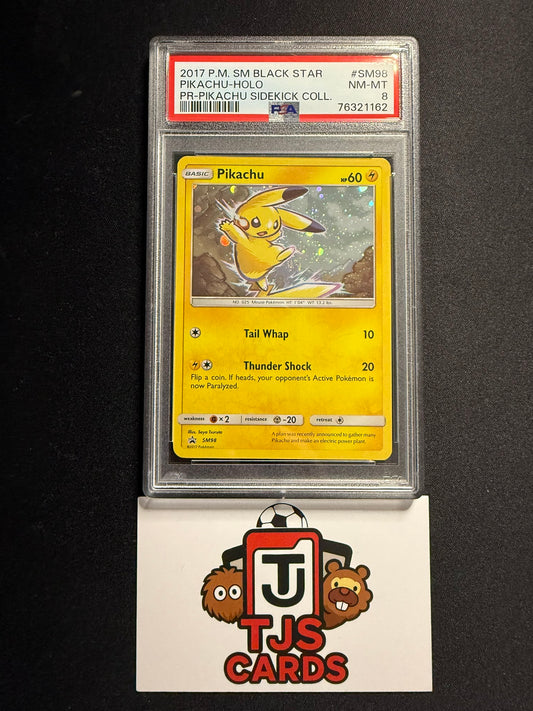 2017 P.M. SM BLACK STAR #SM98
PIKACHU-HOLO NM-MT
PR-PIKACHU SIDEKICK COLL. 8
PSA 76321162
BASIC Pikachu HP60
NO. 025 Mouse Pokémon HT: 1'04" WT: 13.2 lbs.
Tail Whap 10
Thunder Shock 20
Flip a coin. If heads, your opponent's Active Pokémon is
now Paralyzed.
weakness ×2 resistance -20 retreat
Illus. Saya Tsuruta
SM98
©2017 Pokémon
A plan was recently announced to gather many
Pikachu and make an electric power plant.
TJ
TJS
CARDS